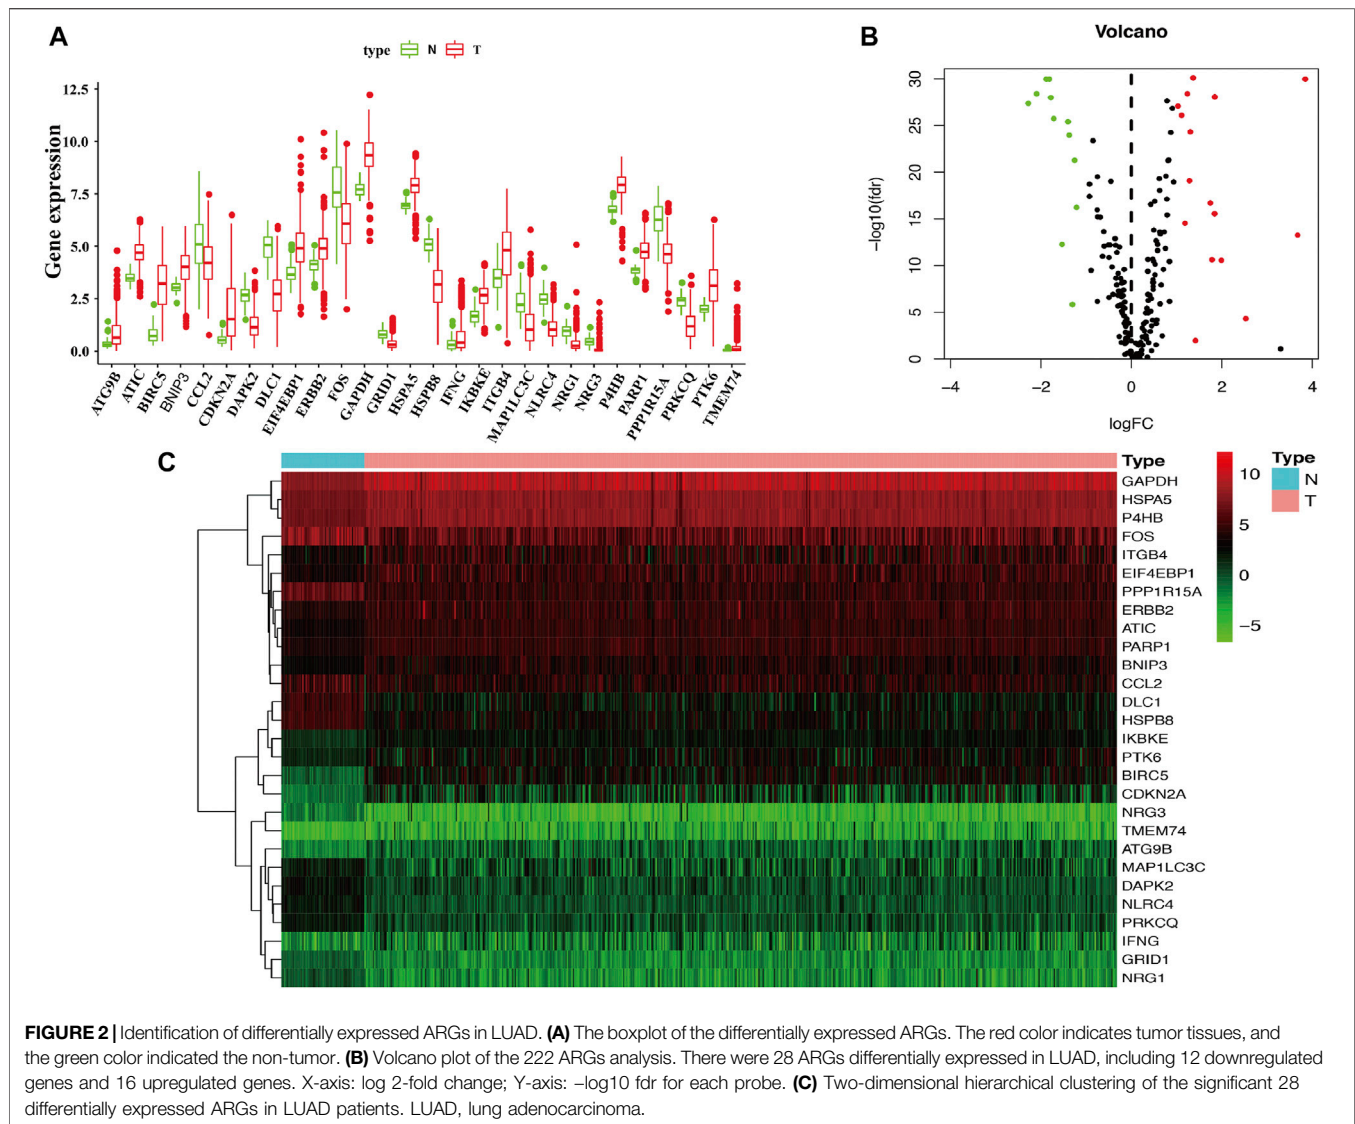 A
type N T
Gene expression
12.5
10.0
7.5
5.0
2.5
0.0
ATG9B
ATIC
BIRC5
BNIP3
CCL2
CDKN2A
DAPK2
DLC1
EIF4EBP1
ERBB2
FOS
GAPDH
GRID1
HSPA5
HSPB8
IFNG
IKBKE
ITGB4
MAP1LC3C
NLRC4
NRG1
NRG3
P4HB
PARP1
PPP1R15A
PRKCQ
PTK6
TMEM74
B
Volcano
−log10(fdr)
30
25
20
15
10
5
0
−4 −2 0 2 4
logFC
C
Type
GAPDH
HSPA5
P4HB
FOS
ITGB4
EIF4EBP1
PPP1R15A
ERBB2
ATIC
PARP1
BNIP3
CCL2
DLC1
HSPB8
IKBKE
PTK6
BIRC5
CDKN2A
NRG3
TMEM74
ATG9B
MAP1LC3C
DAPK2
NLRC4
PRKCQ
IFNG
GRID1
NRG1
10
5
0
−5
Type
N
T
FIGURE 2 | Identification of differentially expressed ARGs in LUAD. (A) The boxplot of the differentially expressed ARGs. The red color indicates tumor tissues, and
the green color indicated the non-tumor. (B) Volcano plot of the 222 ARGs analysis. There were 28 ARGs differentially expressed in LUAD, including 12 downregulated
genes and 16 upregulated genes. X-axis: log 2-fold change; Y-axis: −log10 fdr for each probe. (C) Two-dimensional hierarchical clustering of the significant 28
differentially expressed ARGs in LUAD patients. LUAD, lung adenocarcinoma.